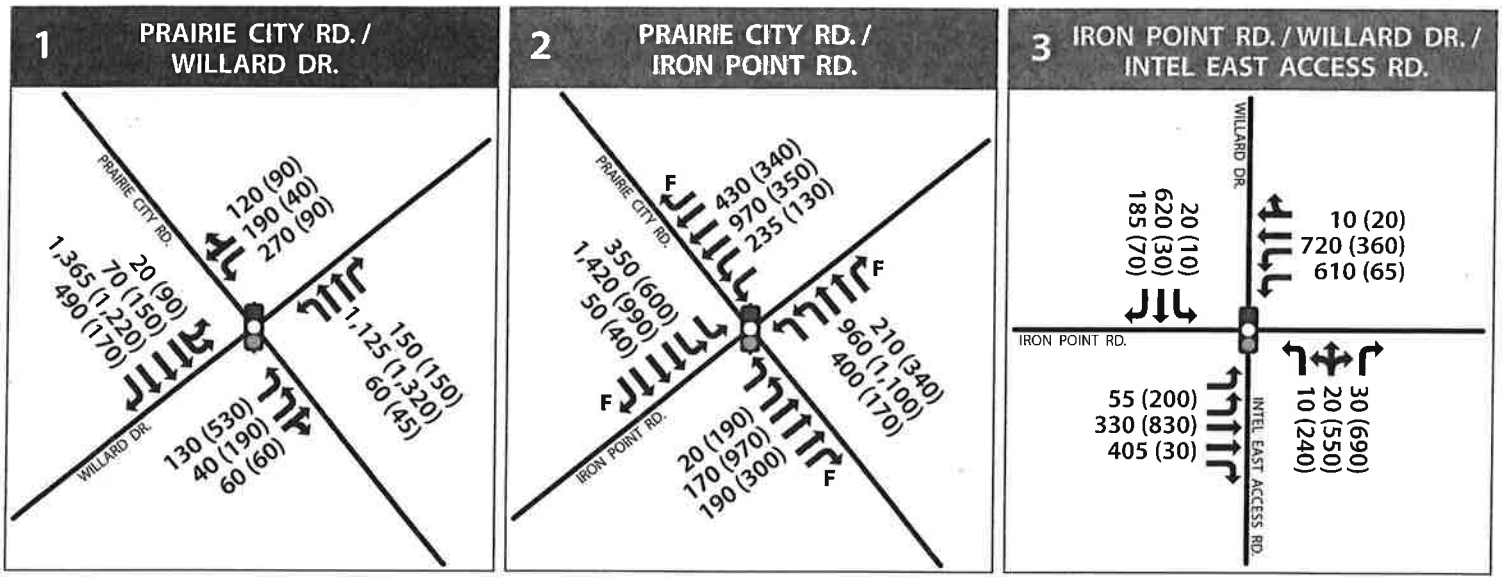 1
PRAIRIE CITY RD. /
WILLARD DR.
PRAIRIE CITY RD.
120 (90)
190 (40)
270 (90)
20 (90)
70 (150)
1,365 (1,220)
490 (170)
150 (150)
1,125 (1,320)
60 (45)
WILLARD DR.
130 (530)
40 (190)
60 (60)
2
PRAIRIE CITY RD. /
IRON POINT RD.
PRAIRIE CITY RD.
F
430 (340)
970 (350)
235 (130)
350 (600)
1,420 (990)
50 (40)
F
F
210 (340)
960 (1,100)
400 (170)
IRON POINT RD.
20 (190)
170 (970)
190 (300)
F
3
IRON POINT RD. / WILLARD DR. /
INTEL EAST ACCESS RD.
WILLARD DR.
185 (70)
620 (30)
20 (10)
10 (20)
720 (360)
610 (65)
IRON POINT RD.
55 (200)
330 (830)
405 (30)
INTEL EAST ACCESS RD.
10 (240)
20 (550)
30 (690)